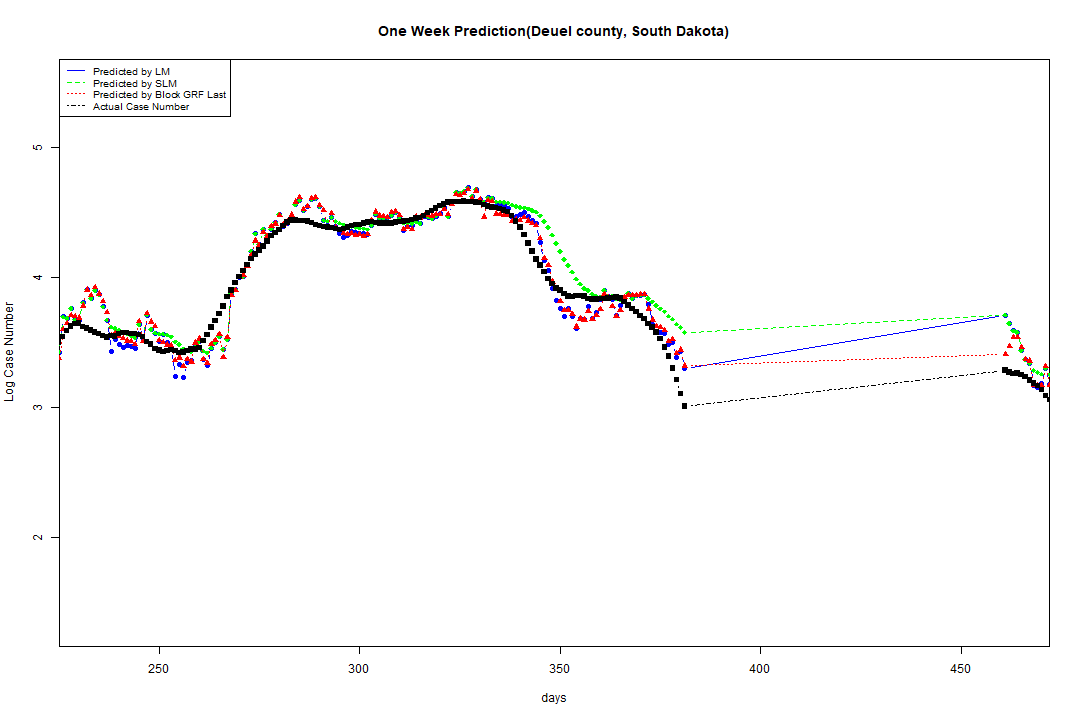 One Week Prediction(Deuel county, South Dakota)
Predicted by LM
Predicted by SLM
Predicted by Block GRF Last
Actual Case Number
5
4
3
2
Log Case Number
250 300 350 400 450
days